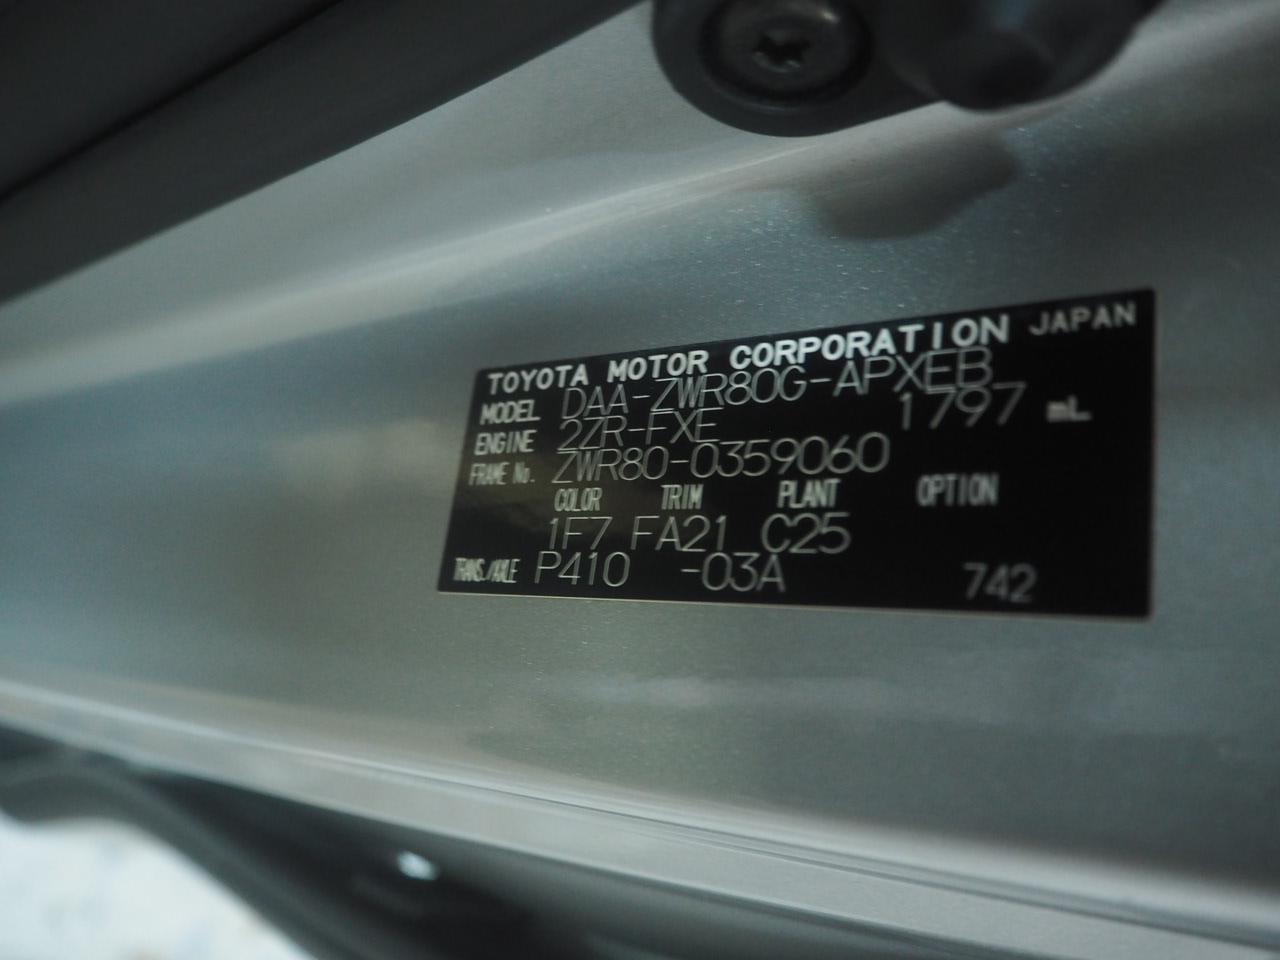 TOYOTA MOTOR CORPORATION JAPAN
MODEL DAA-ZWR80G-APXEB
ENGINE 2ZR-FXE 1797 mL
FRAME No. ZWR80-0359060
COLOR TRIM PLANT OPTION
1F7 FA21 C25
TRANS./AXLE P410 -03A 742